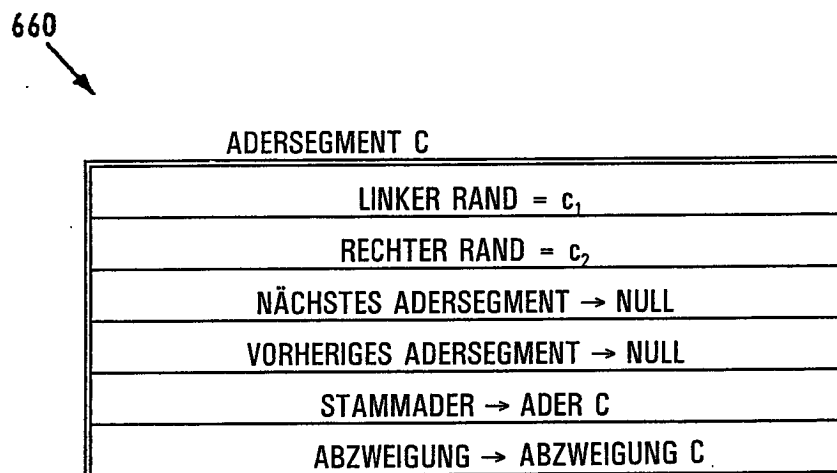 660
ADERSEGMENT C
LINKER RAND = c₁
RECHTER RAND = c₂
NÄCHSTES ADERSEGMENT → NULL
VORHERIGES ADERSEGMENT → NULL
STAMMADER → ADER C
ABZWEIGUNG → ABZWEIGUNG C